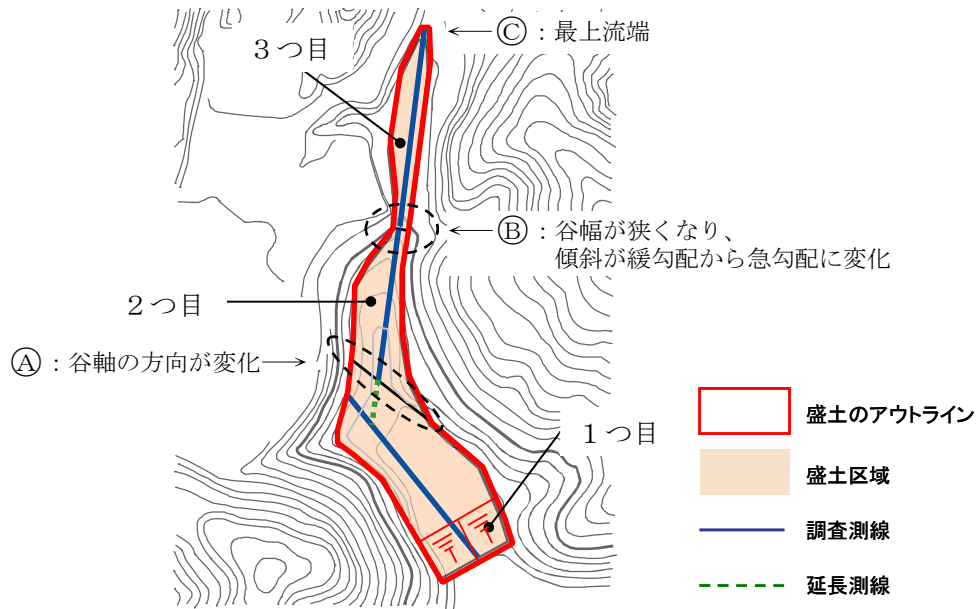 Ⓒ：最上流端
３つ目
Ⓑ：谷幅が狭くなり、
傾斜が緩勾配から急勾配に変化
２つ目
Ⓐ：谷軸の方向が変化
１つ目
盛土のアウトライン
盛土区域
調査測線
延長測線